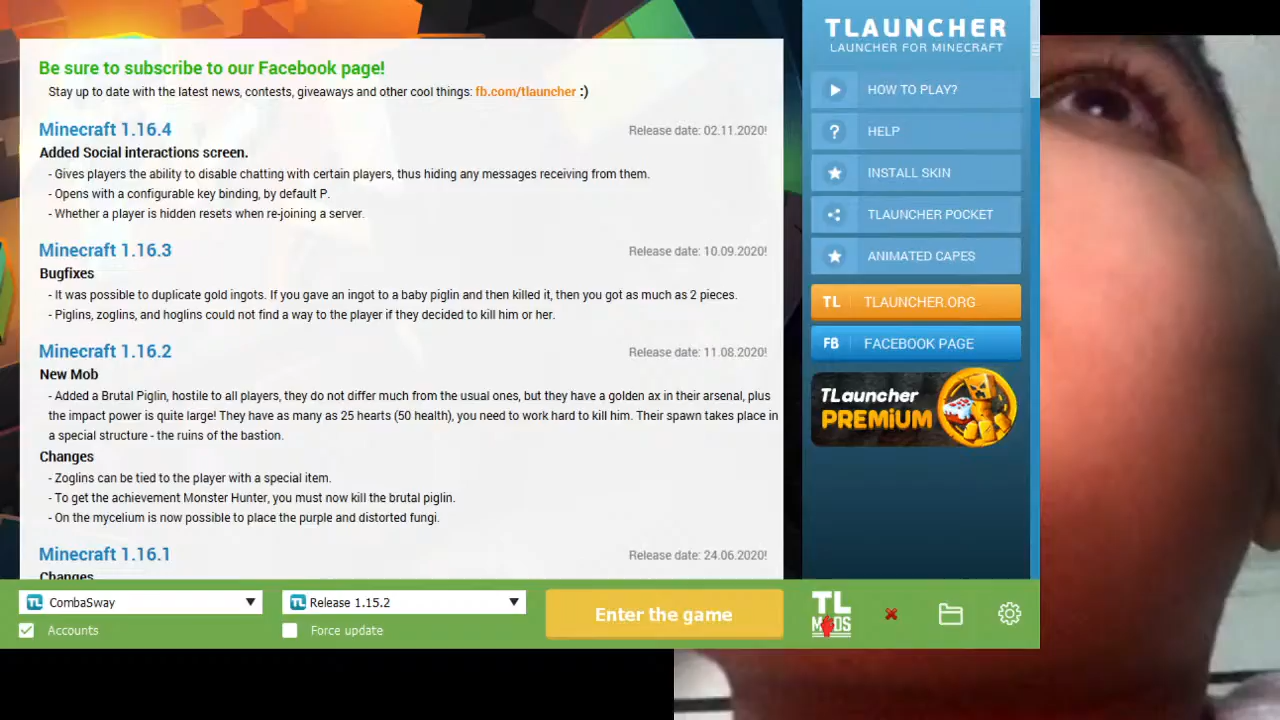 TLAUNCHER
LAUNCHER FOR MINECRAFT
Be sure to subscribe to our Facebook page!
Stay up to date with the latest news, contests, giveaways and other cool things: fb.com/tlauncher :)
Minecraft 1.16.4 Release date: 02.11.2020!
Added Social interactions screen.
- Gives players the ability to disable chatting with certain players, thus hiding any messages receiving from them.
- Opens with a configurable key binding, by default P.
- Whether a player is hidden resets when re-joining a server.
Minecraft 1.16.3 Release date: 10.09.2020!
Bugfixes
- It was possible to duplicate gold ingots. If you gave an ingot to a baby piglin and then killed it, then you got as much as 2 pieces.
- Piglins, zoglins, and hoglins could not find a way to the player if they decided to kill him or her.
Minecraft 1.16.2 Release date: 11.08.2020!
New Mob
- Added a Brutal Piglin, hostile to all players, they do not differ much from the usual ones, but they have a golden ax in their arsenal, plus
the impact power is quite large! They have as many as 25 hearts (50 health), you need to work hard to kill him. Their spawn takes place in
a special structure - the ruins of the bastion.
Changes
- Zoglins can be tied to the player with a special item.
- To get the achievement Monster Hunter, you must now kill the brutal piglin.
- On the mycelium is now possible to place the purple and distorted fungi.
Minecraft 1.16.1 Release date: 24.06.2020!
Changes
HOW TO PLAY?
? HELP
INSTALL SKIN
TLAUNCHER POCKET
ANIMATED CAPES
TL TLAUNCHER.ORG
FB FACEBOOK PAGE
TLauncher
PREMiUM
TL CombaSway
TL Release 1.15.2
Enter the game
TL
MODS
Accounts
Force update